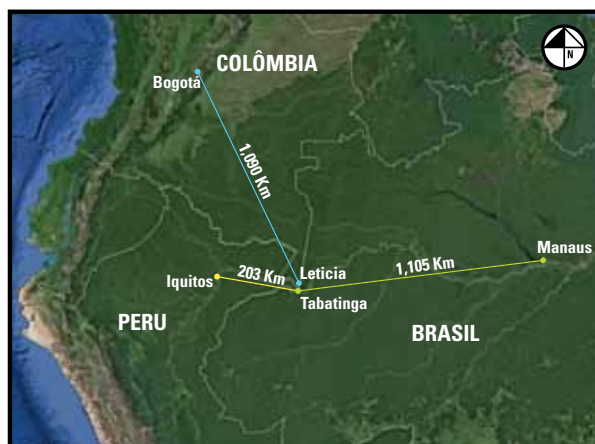 N
COLÔMBIA
Bogotá
1,090 Km
Manaus
Leticia
1,105 Km
203 Km
Iquitos
Tabatinga
PERU
BRASIL